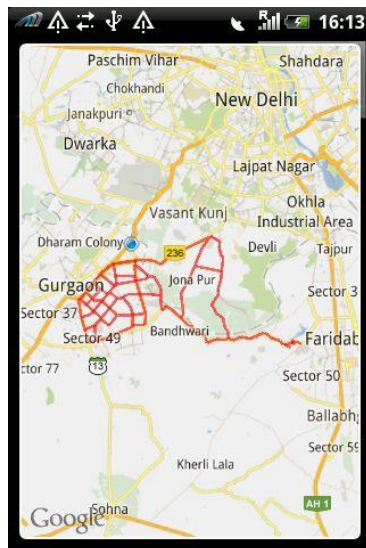 R 16:13
Paschim Vihar
Shahdara
Chokhandi
New Delhi
Janakpuri
Dwarka
Lajpat Nagar
Okhla
Industrial Area
Vasant Kunj
Dharam Colony
236
Devli
Tajpur
Gurgaon
Jona Pur
Sector 3
Sector 37
Bandhwari
Faridab
Sector 49
13
ctor 77
Sector 50
Ballabh
Sector 59
Kherli Lala
AH 1
Google
Sohna